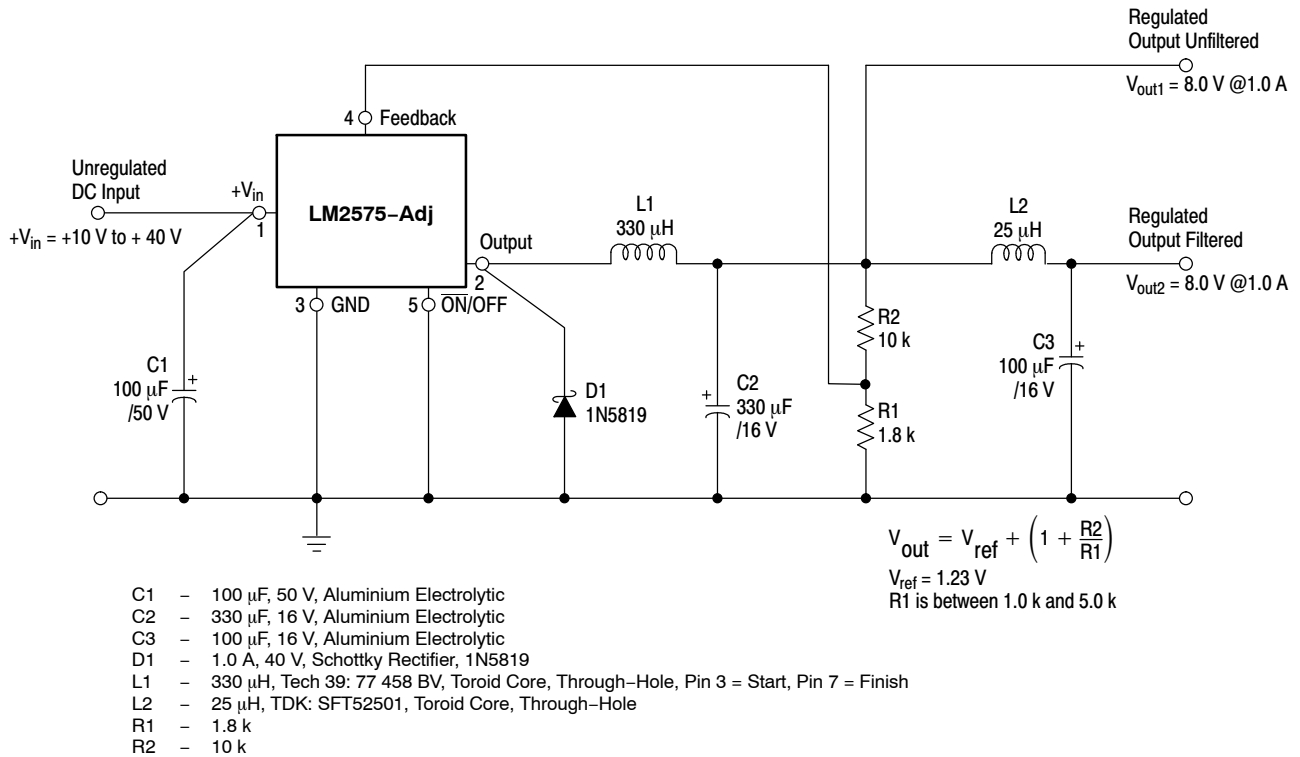 Regulated
Output Unfiltered
Vout1 = 8.0 V @1.0 A
4 Feedback
Unregulated
DC Input
+Vin
1
LM2575−Adj
+Vin = +10 V to + 40 V
Output
2
3 GND
5 ON/OFF
L1
330 μH
L2
25 μH
Regulated
Output Filtered
Vout2 = 8.0 V @1.0 A
C1
100 μF
/50 V
+
D1
1N5819
C2
330 μF
/16 V
+
R2
10 k
R1
1.8 k
C3
100 μF
/16 V
+
Vout = Vref + (1 + R2/R1)
Vref = 1.23 V
R1 is between 1.0 k and 5.0 k
C1 – 100 μF, 50 V, Aluminium Electrolytic
C2 – 330 μF, 16 V, Aluminium Electrolytic
C3 – 100 μF, 16 V, Aluminium Electrolytic
D1 – 1.0 A, 40 V, Schottky Rectifier, 1N5819
L1 – 330 μH, Tech 39: 77 458 BV, Toroid Core, Through−Hole, Pin 3 = Start, Pin 7 = Finish
L2 – 25 μH, TDK: SFT52501, Toroid Core, Through−Hole
R1 – 1.8 k
R2 – 10 k